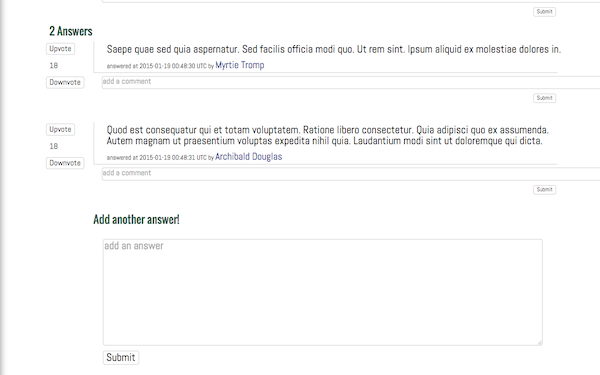 Submit
2 Answers
Upvote
18
Downvote
Saepe quae sed quia aspernatur. Sed facilis officia modi quo. Ut rem sint. Ipsum aliquid ex molestiae dolores in.
answered at 2015-01-19 00:48:30 UTC by Myrtie Tromp
add a comment
Submit
Upvote
18
Downvote
Quod est consequatur qui et totam voluptatem. Ratione libero consectetur. Quia adipisci quo ex assumenda.
Autem magnam ut praesentium voluptas expedita nihil quia. Laudantium modi sint ut doloremque qui dicta.
answered at 2015-01-19 00:48:31 UTC by Archibald Douglas
add a comment
Submit
Add another answer!
add an answer
Submit